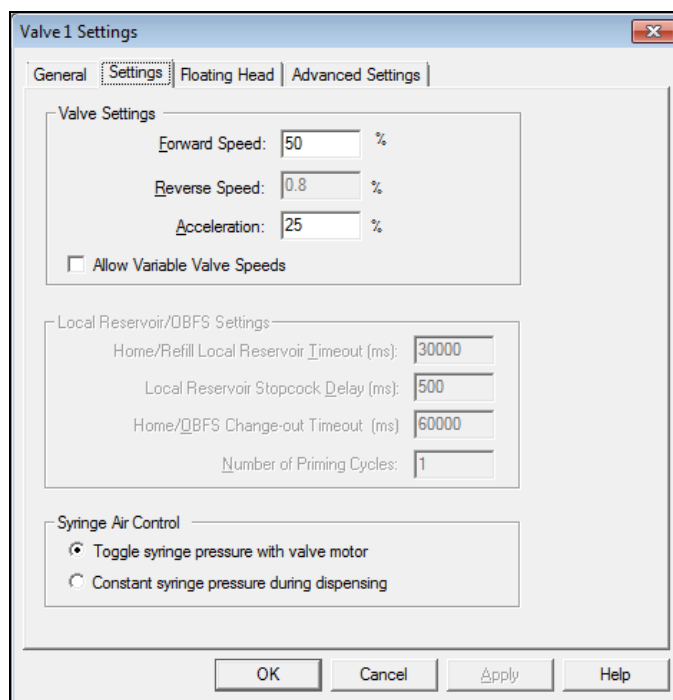 Valve 1 Settings
General Settings Floating Head Advanced Settings
Valve Settings
Forward Speed: 50 %
Reverse Speed: 0.8 %
Acceleration: 25 %
Allow Variable Valve Speeds
Local Reservoir/OBFS Settings
Home/Refill Local Reservoir Timeout (ms): 30000
Local Reservoir Stopcock Delay (ms): 500
Home/OBFS Change-out Timeout (ms) 60000
Number of Priming Cycles: 1
Syringe Air Control
Toggle syringe pressure with valve motor
Constant syringe pressure during dispensing
OK Cancel Apply Help